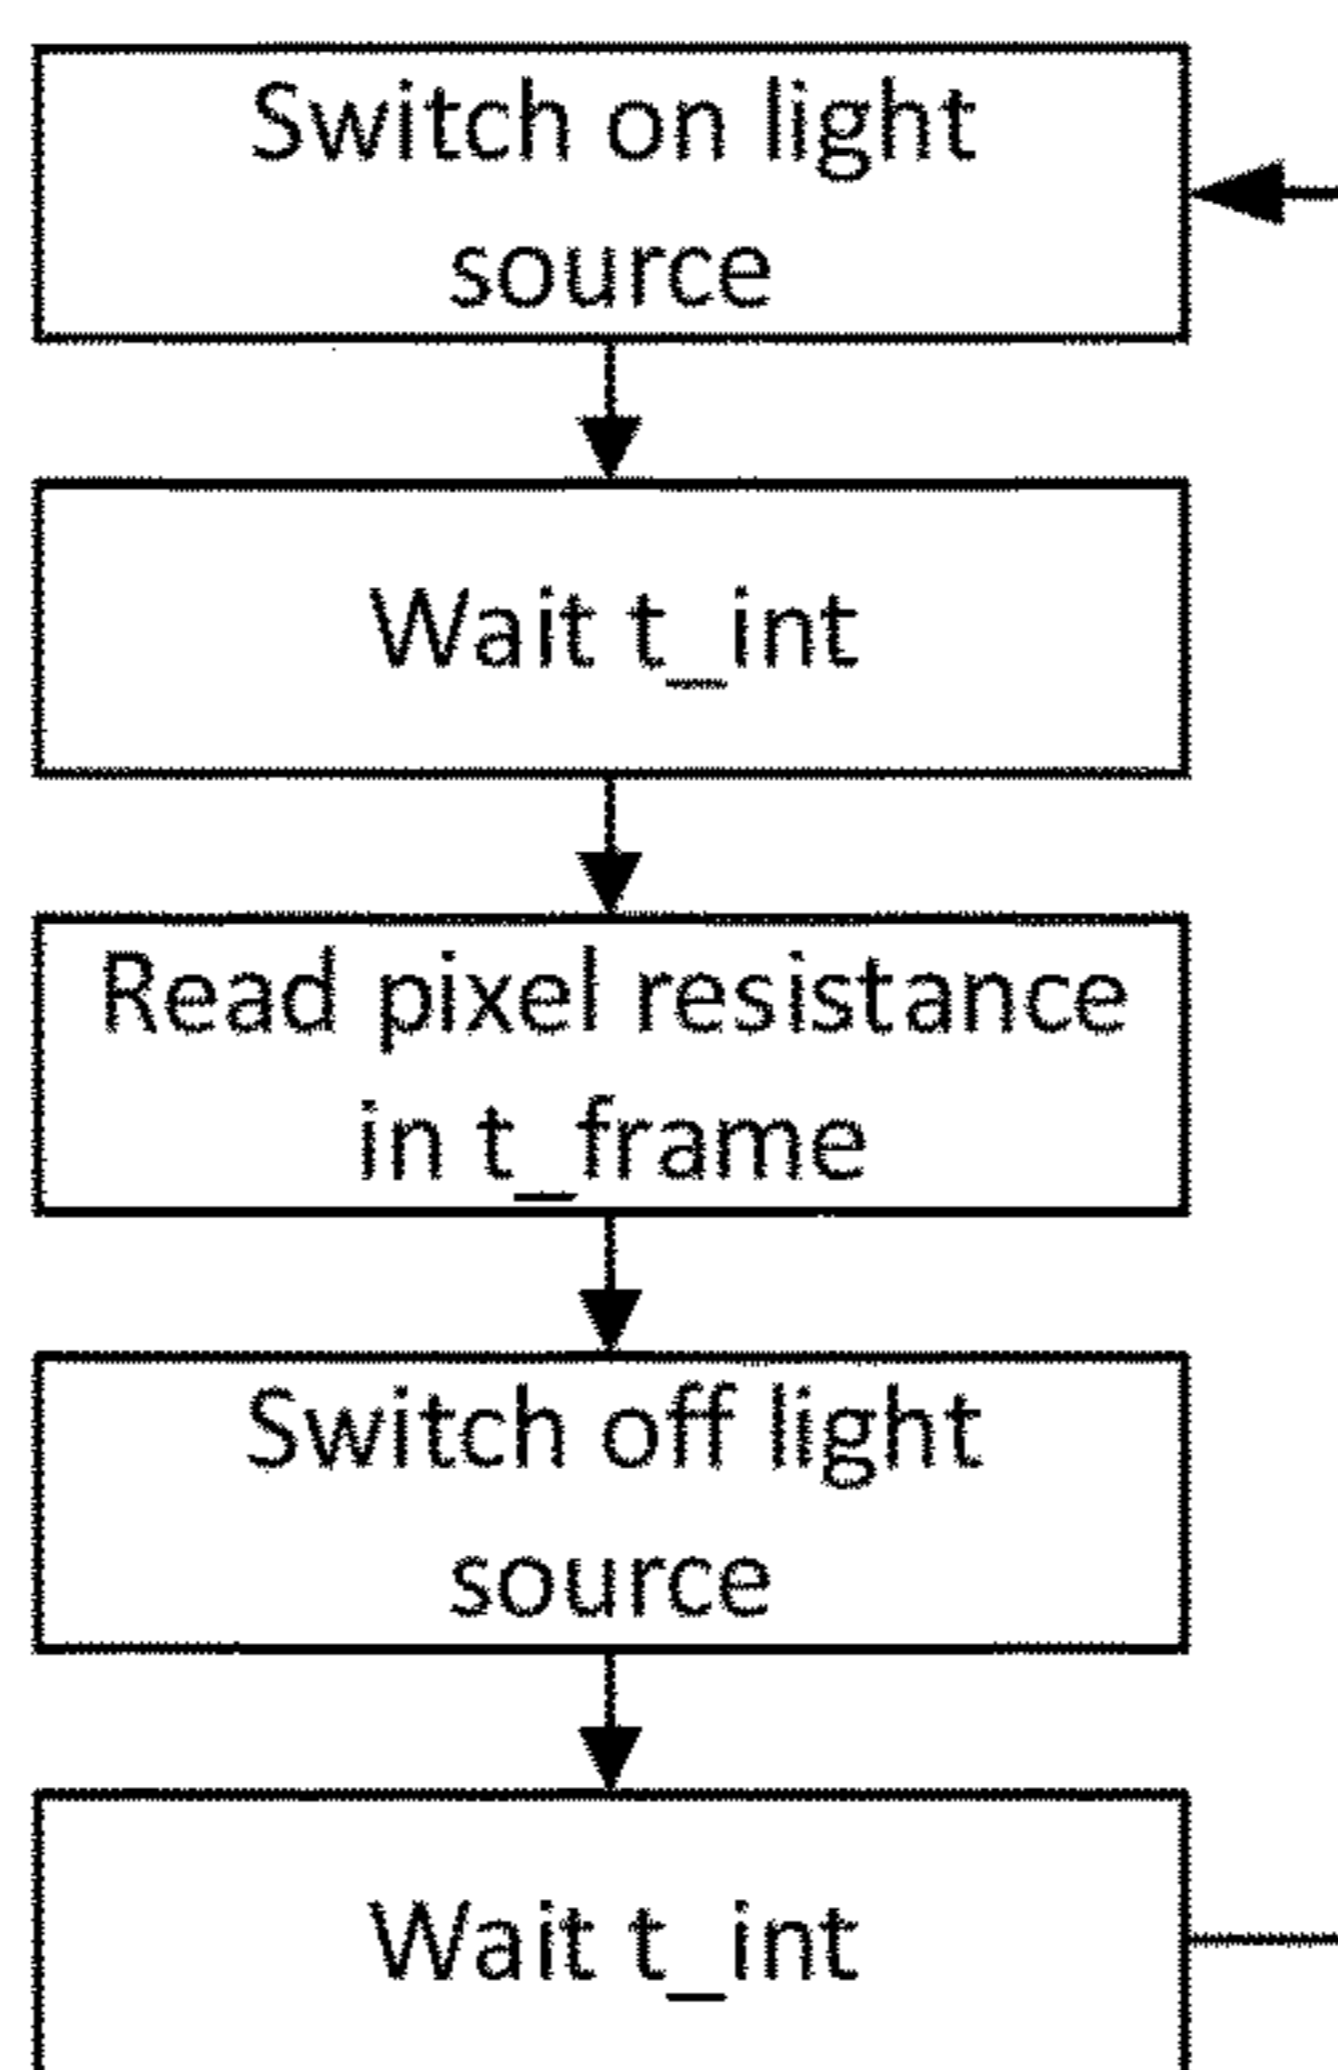 Switch on light
source
Wait t_int
Read pixel resistance
in t_frame
Switch off light
source
Wait t_int